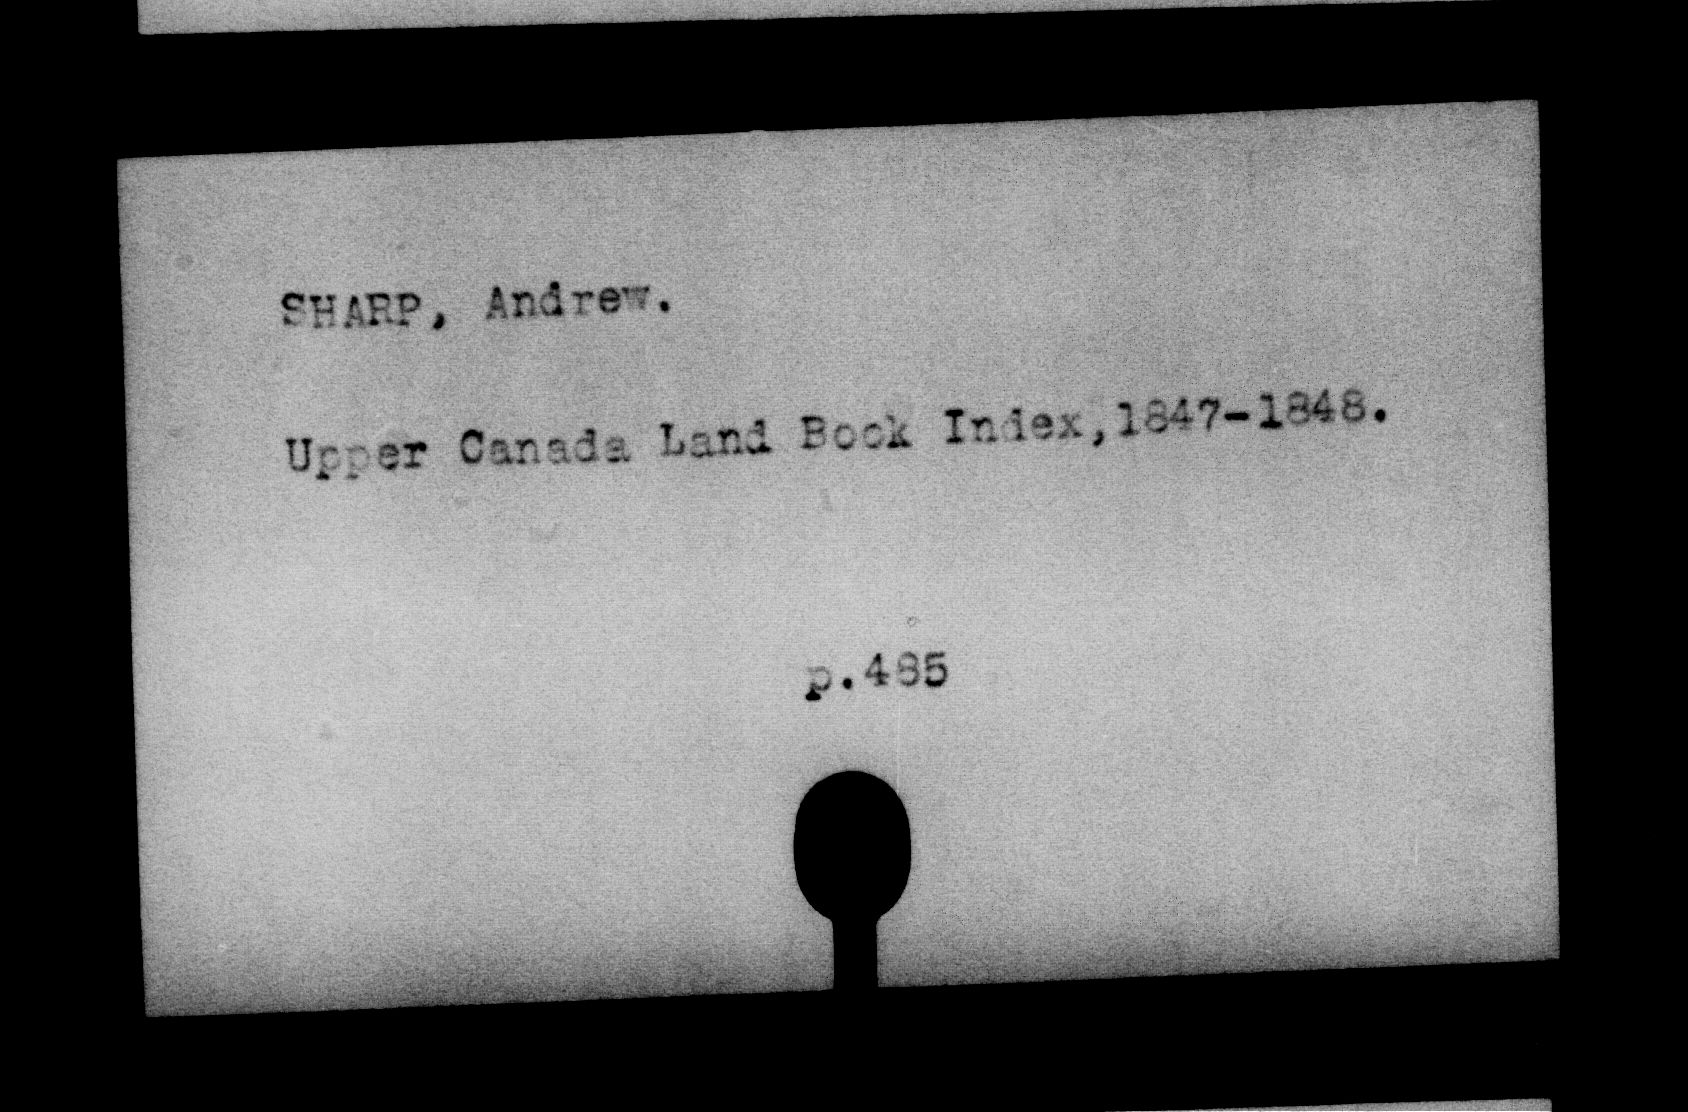 SHARP, Andrew.
Upper Canada Land Book Index,1847-1848.
p.485